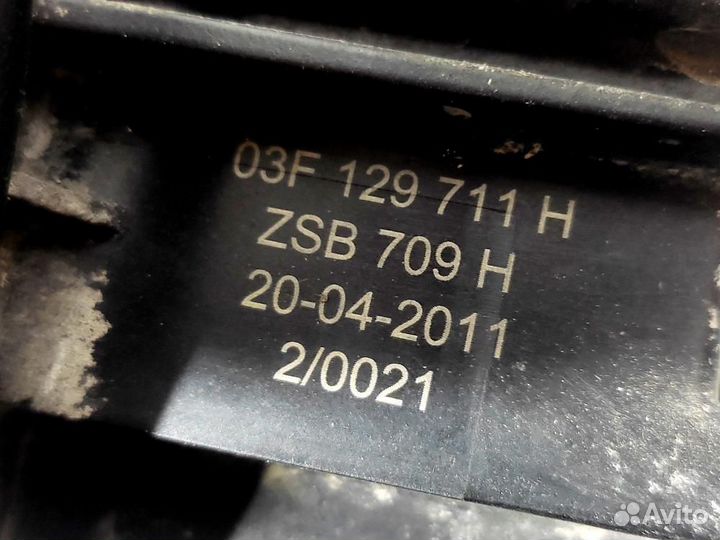 03F 129 711 H
ZSB 709 H
20-04-2011
2/0021
Avito